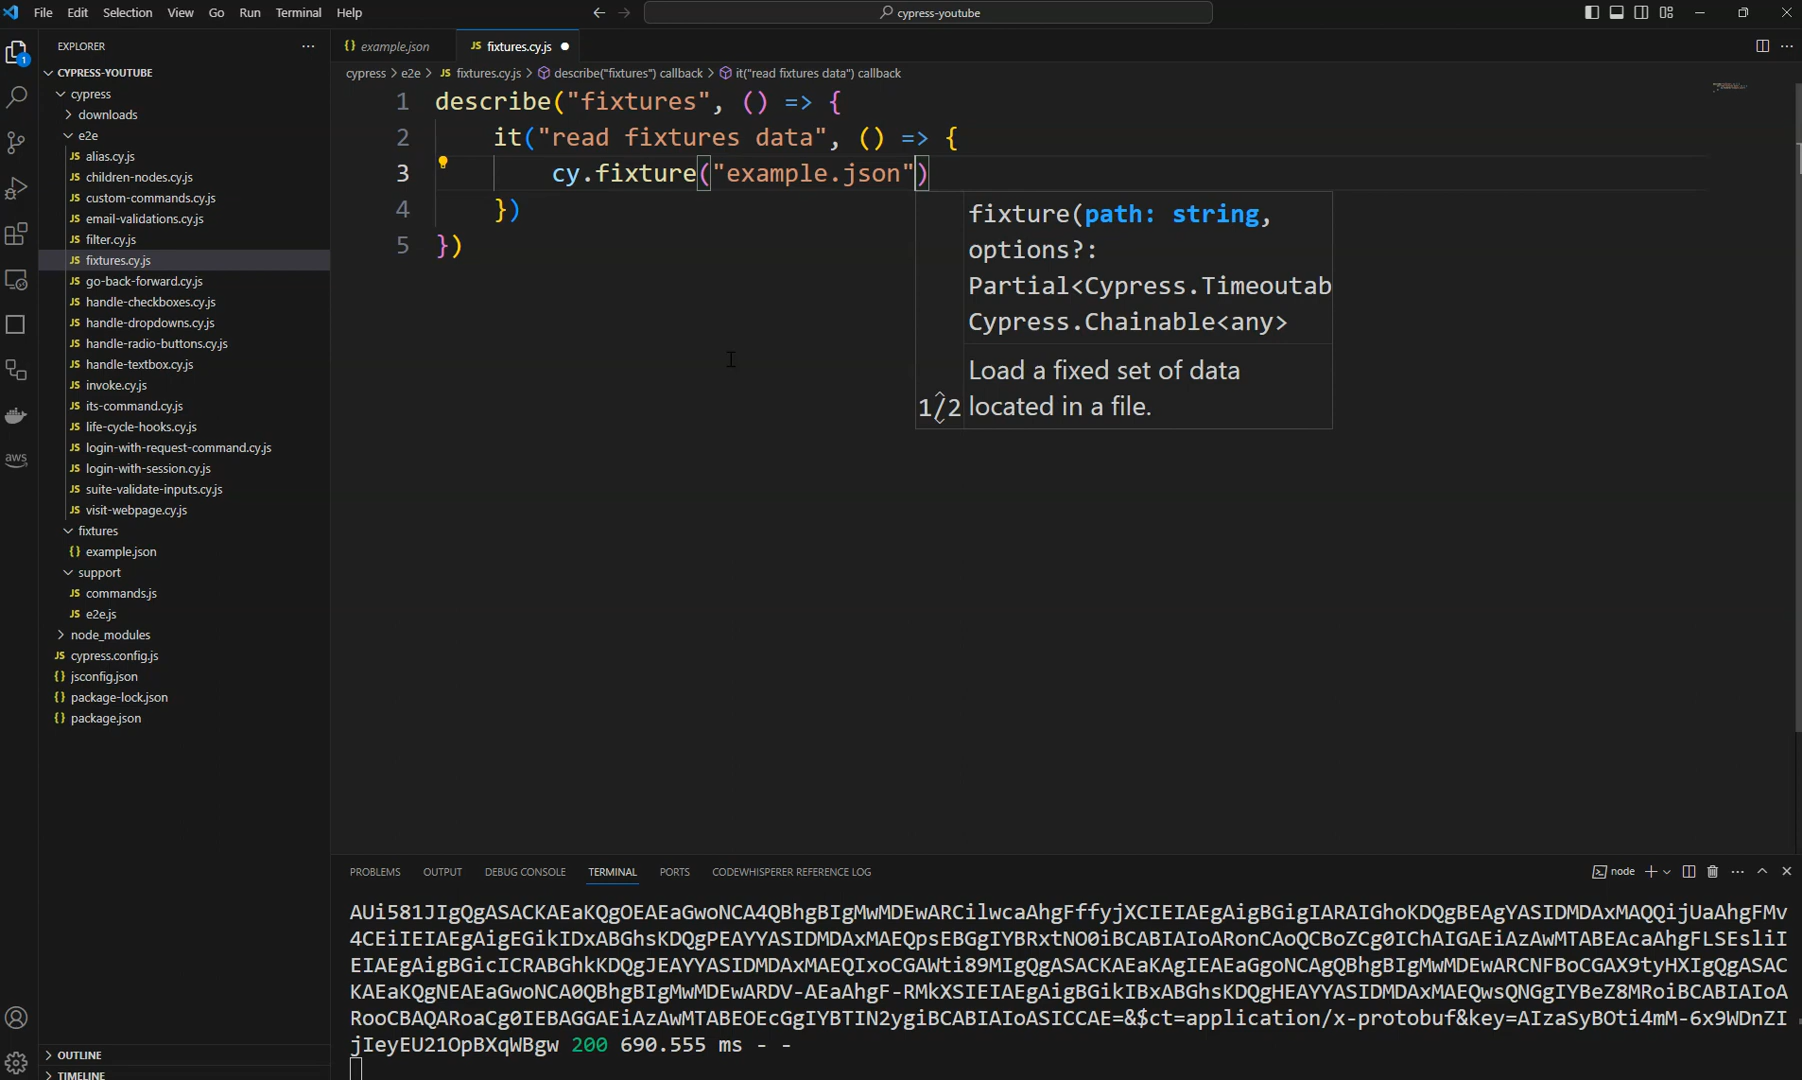 File Edit Selection View Go Run Terminal Help
cypress-youtube
EXPLORER
CYPRESS-YOUTUBE
cypress
downloads
e2e
alias.cy.js
children-nodes.cy.js
custom-commands.cy.js
email-validations.cy.js
filter.cy.js
fixtures.cy.js
go-back-forward.cy.js
handle-checkboxes.cy.js
handle-dropdowns.cy.js
handle-radio-buttons.cy.js
handle-textbox.cy.js
invoke.cy.js
its-command.cy.js
life-cycle-hooks.cy.js
login-with-request-command.cy.js
login-with-session.cy.js
suite-validate-inputs.cy.js
visit-webpage.cy.js
fixtures
example.json
support
commands.js
e2e.js
node_modules
cypress.config.js
jsconfig.json
package-lock.json
package.json
OUTLINE
TIMELINE
1
aws
example.json
fixtures.cy.js
cypress > e2e > JS fixtures.cy.js > describe("fixtures") callback > it("read fixtures data") callback
1 describe("fixtures", () => {
2 it("read fixtures data", () => {
3 cy.fixture("example.json")
4 })
5 })
fixture(path: string,
options?:
Partial<Cypress.Timeoutab
Cypress.Chainable<any>
Load a fixed set of data
1/2 located in a file.
PROBLEMS OUTPUT DEBUG CONSOLE TERMINAL PORTS CODEWHISPERER REFERENCE LOG
node
AUi581JIgQgASACKAEaKQgOEAEaGwoNCA4QBhgBIgMwMDEwARCilwcaAhgFffyjXCIEIAEgAigBGigIARAIGhoKDQgBEAgYASIDMDAxMAQQijUaAhgFMv
4CEiIEIAEgAigEGikIDxABGhsKDQgPEAYYASIDMDAxMAEQpsEBGgIYBRxtNO0iBCABIAIoARonCAoQCBoZCg0IChAIGAEiAzAwMTABEAcaAhgFLSEsliI
EIAEgAigBGicICRABGhkKDQgJEAYYASIDMDAxMAEQIxoCGAWti89MIgQgASACKAEaKAgIEAEaGgoNCAgQBhgBIgMwMDEwARCNFBoCGAX9tyHXIgQgASAC
KAEaKQgNEAEaGwoNCA0QBhgBIgMwMDEwARDV-AEaAhgF-RMkXSIEIAEgAigBGikIBxABGhsKDQgHEAYYASIDMDAxMAEQwsQNGgIYBeZ8MRoiBCABIAIoA
RooCBAQARoaCg0IEBAGGAEiAzAwMTABEOEcGgIYBTIN2ygiBCABIAIoASICCAE=&$ct=application/x-protobuf&key=AIzaSyBOti4mM-6x9WDnZI
jIeyEU21OpBXqWBgw 200 690.555 ms - -